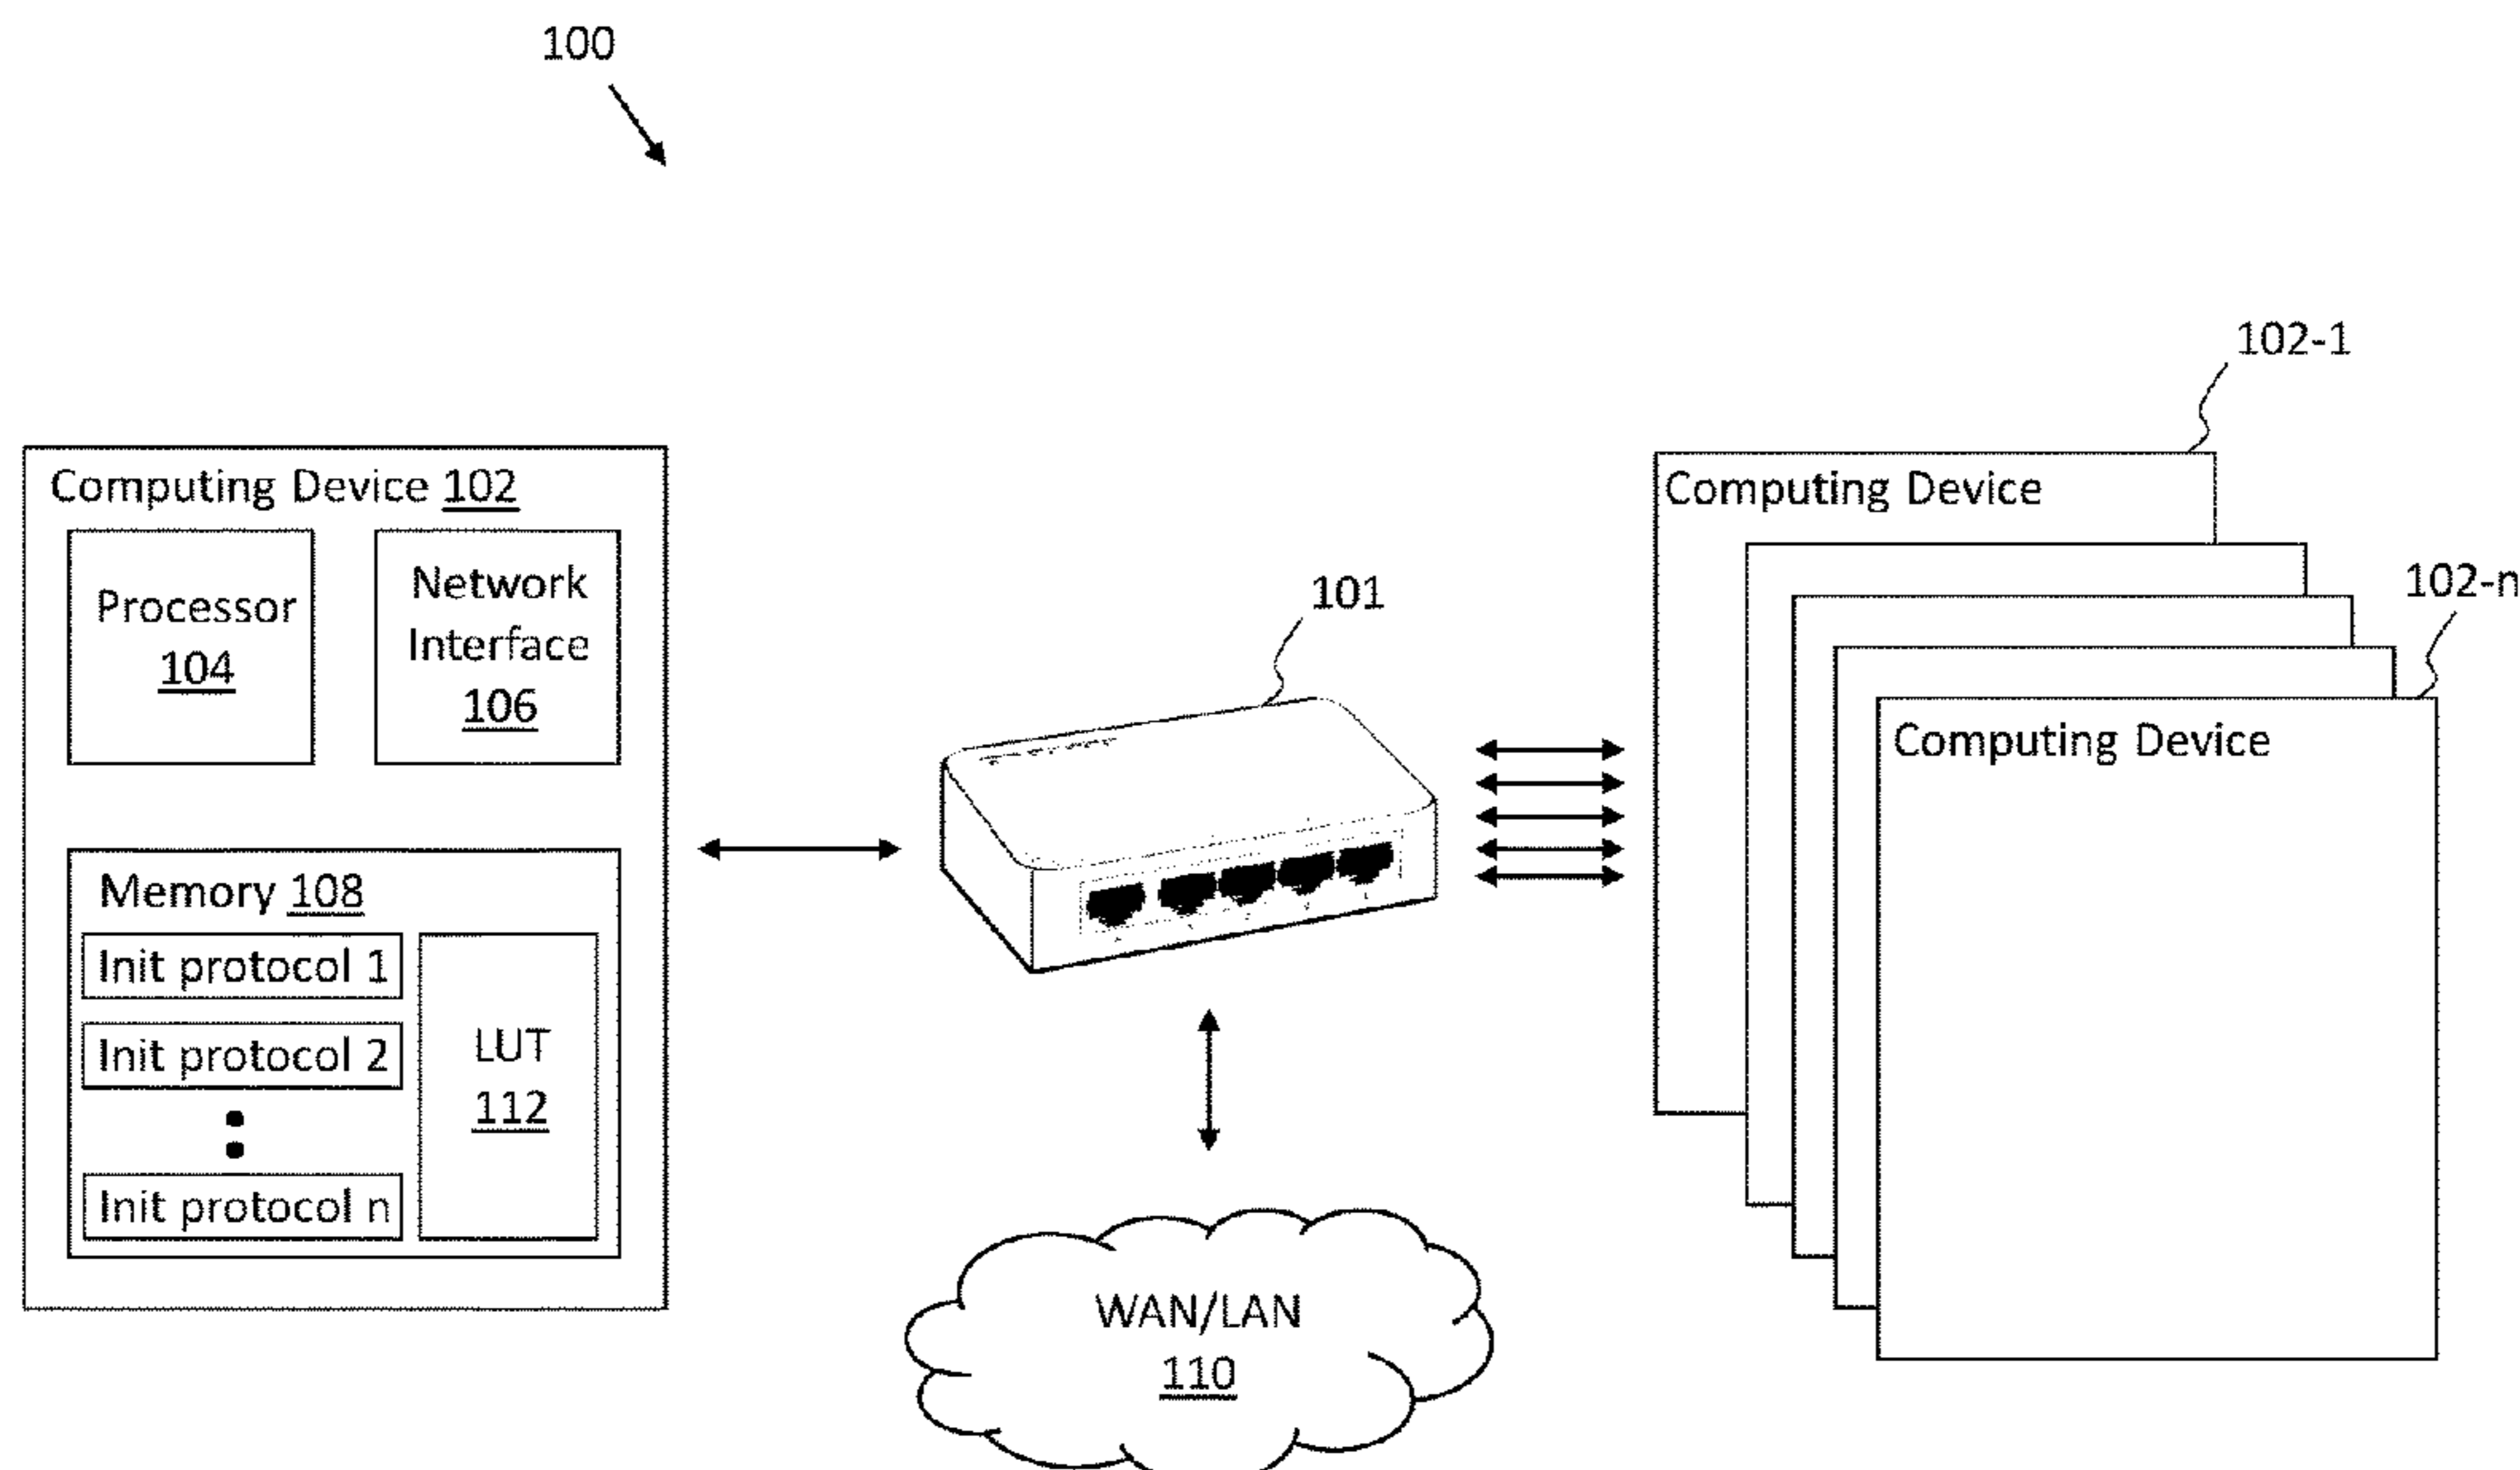 100
102-1
Computing Device 102
Computing Device
102-n
Network
101
Processor
Interface
104
106
Computing Device
Memory 108
Init protocol 1
LUT
Init protocol 2
112
Init protocol n
WAN/LAN
110